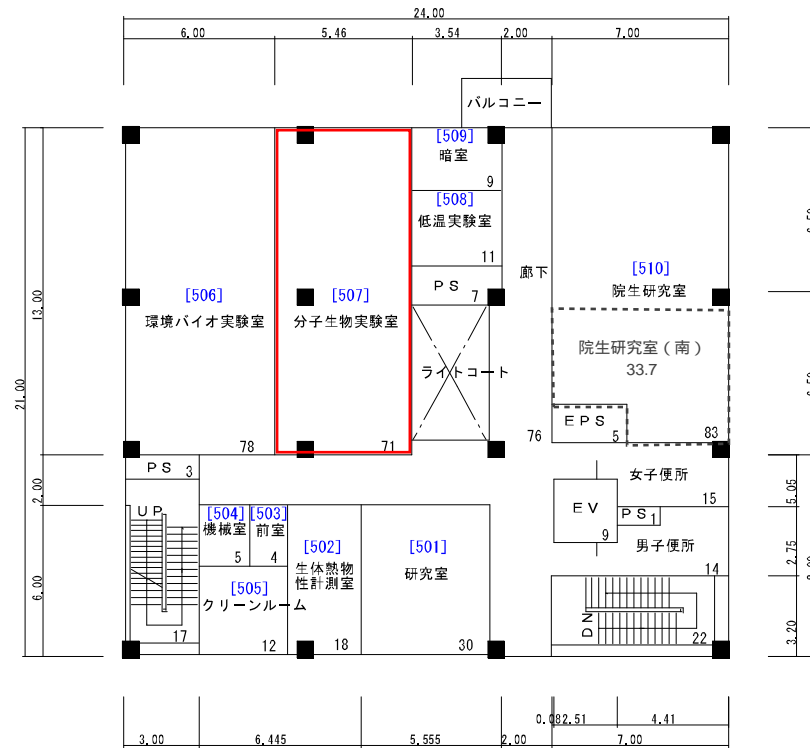 24.00
6.00
5.46
3.54
2.00
7.00
バルコニー
[509]
暗室
9
[508]
低温実験室
11
PS
7
廊下
[510]
院生研究室
[506]
環境バイオ実験室
[507]
分子生物実験室
ライトコート
院生研究室(南)
33.7
EPS
5
83
76
78
71
13.00
21.00
2.00
6.00
PS
3
UP
17
[504]
機械室
5
[503]
前室
4
[505]
クリーンルーム
12
[502]
生体熱物
性計測室
18
[501]
研究室
30
女子便所
15
EV
9
PS
1
男子便所
14
DN
22
5.05
2.75
3.20
3.00
6.445
5.555
2.00
0.08
2.51
4.41
7.00